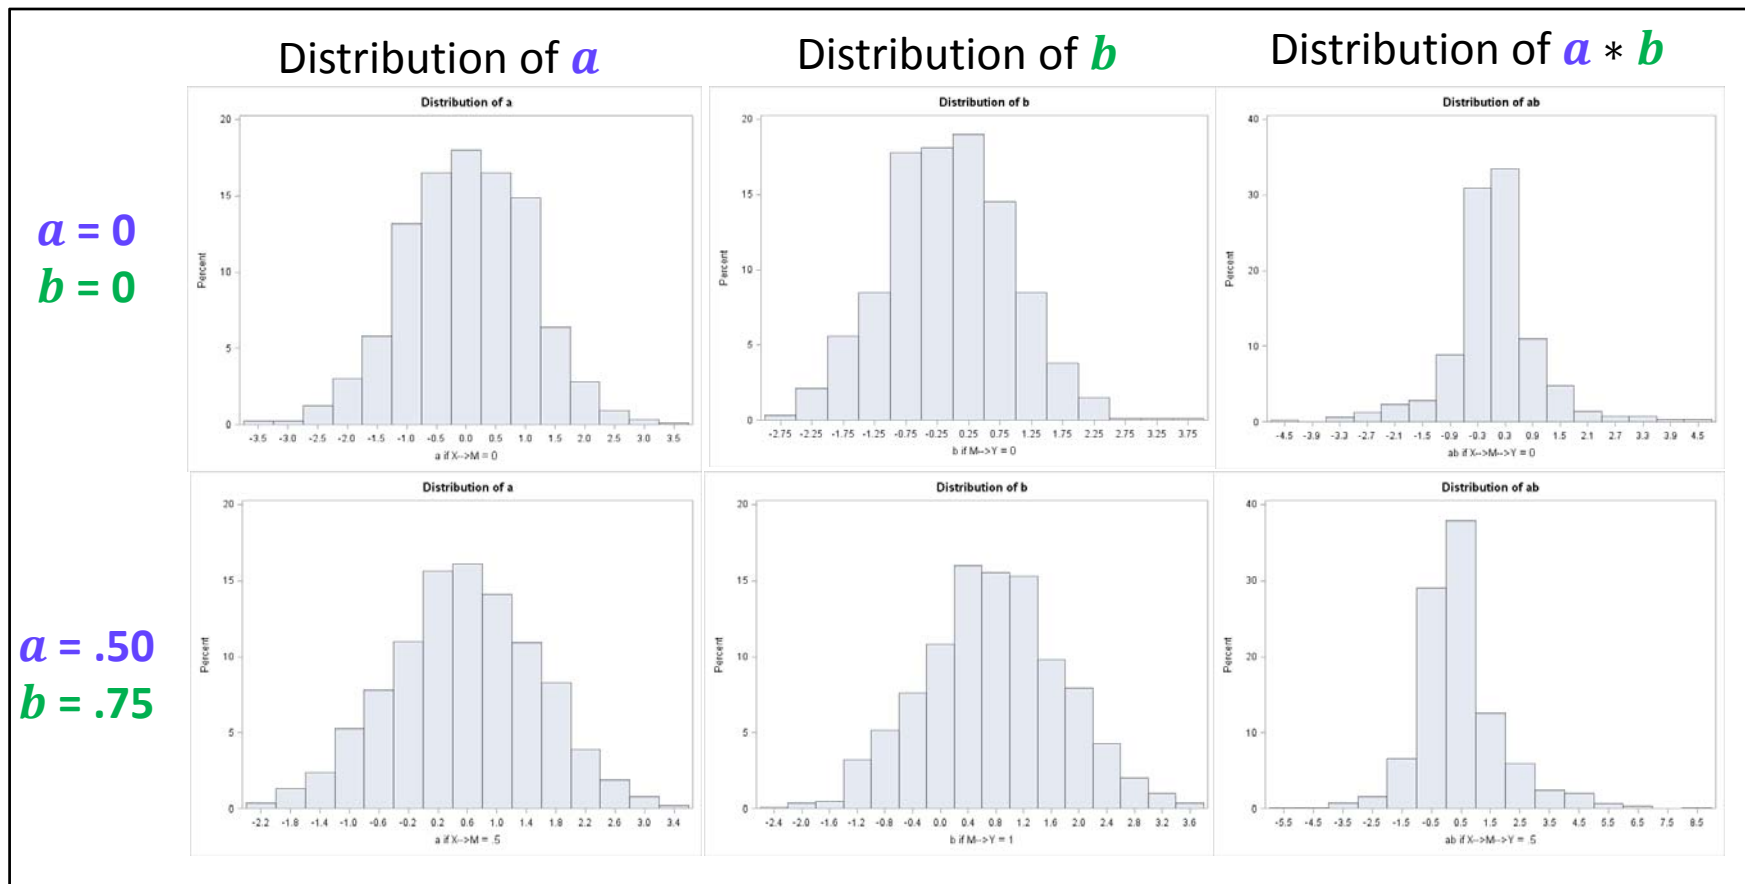 Distribution of a
Distribution of b
Distribution of a * b
a = 0
b = 0
Distribution of a
20
15
10
5
0
Percent
-3.5 -3.0 -2.5 -2.0 -1.5 -1.0 -0.5 0.0 0.5 1.0 1.5 2.0 2.5 3.0 3.5
a if X-->M = 0
Distribution of b
20
15
10
5
0
Percent
-2.75 -2.25 -1.75 -1.25 -0.75 -0.25 0.25 0.75 1.25 1.75 2.25 2.75 3.25 3.75
b if M-->Y = 0
Distribution of ab
40
30
20
10
0
Percent
-4.5 -3.9 -3.3 -2.7 -2.1 -1.5 -0.9 -0.3 0.3 0.9 1.5 2.1 2.7 3.3 3.9 4.5
ab if X-->M-->Y = 0
a = .50
b = .75
Distribution of a
20
15
10
5
0
Percent
-2.2 -1.8 -1.4 -1.0 -0.6 -0.2 0.2 0.6 1.0 1.4 1.8 2.2 2.6 3.0 3.4
a if X-->M = .5
Distribution of b
20
15
10
5
0
Percent
-2.4 -2.0 -1.6 -1.2 -0.8 -0.4 0.0 0.4 0.8 1.2 1.6 2.0 2.4 2.8 3.2 3.6
b if M-->Y = 1
Distribution of ab
40
30
20
10
0
Percent
-5.5 -4.5 -3.5 -2.5 -1.5 -0.5 0.5 1.5 2.5 3.5 4.5 5.5 6.5 7.5 8.5
ab if X-->M-->Y = .5